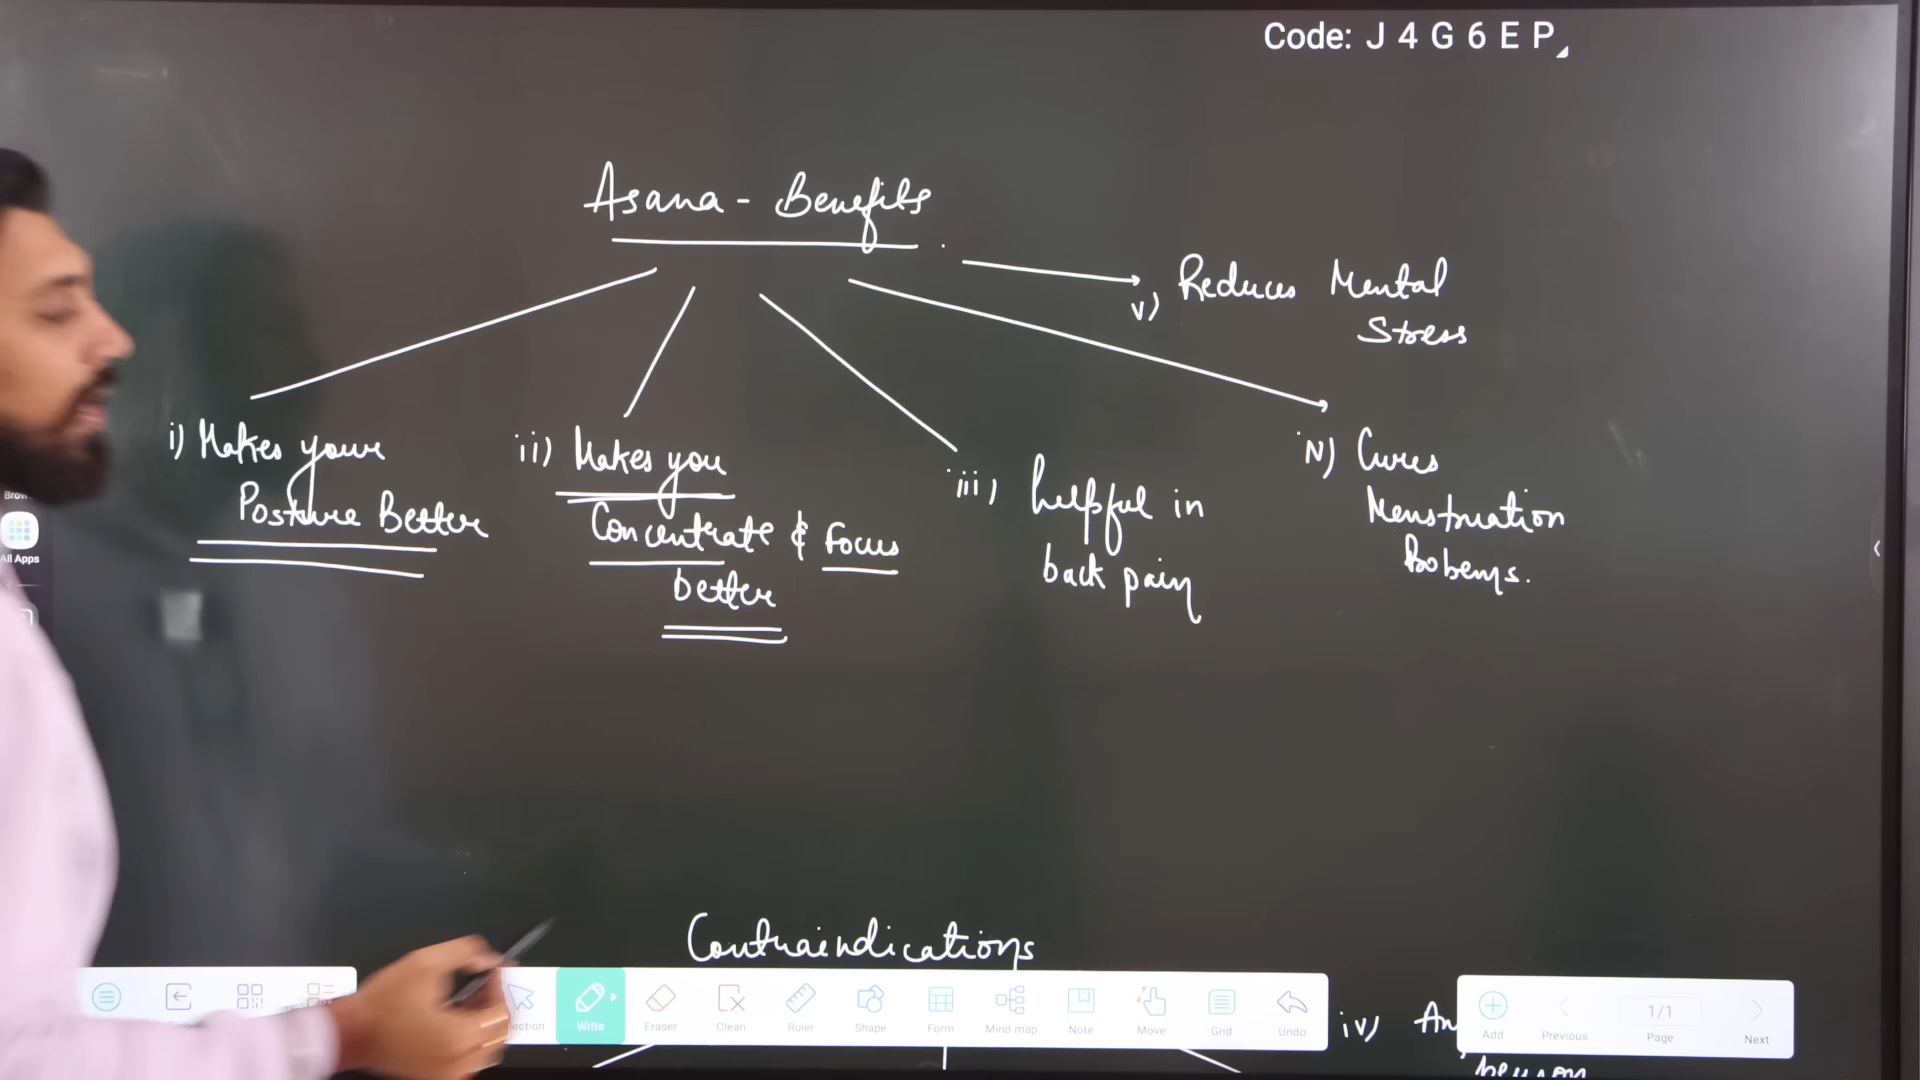 Code: J 4 G 6 E P
Asana - Benefits
v) Reduces Mental
Stress
i) Makes your
Posture Better
ii) Makes you
Concentrate & Focus
better
iii) helpful in
back pain
iv) Cures
Menstruation
Probems.
All Apps
Contraindications
Write
Eraser
Clean
Ruler
Shape
Form
Mind map
Note
Move
Grid
Undo
iv)
Add
Previous
1/1
Page
Next